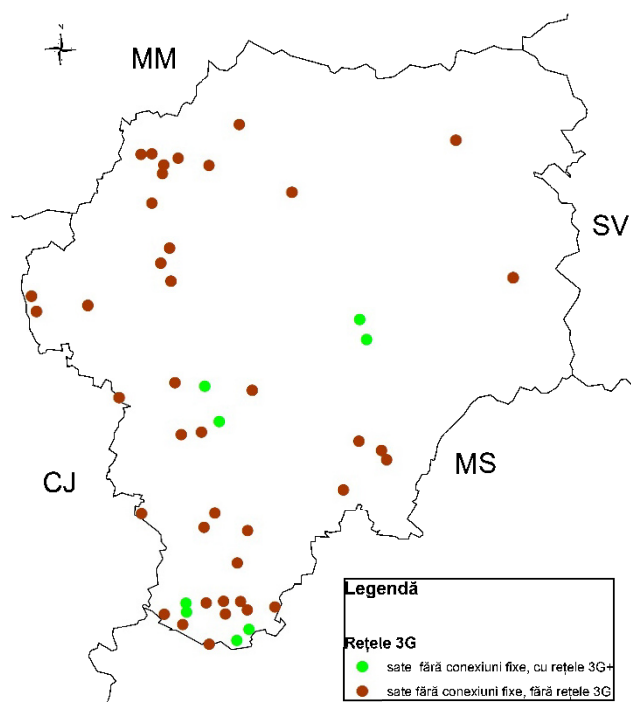 N
MM
SV
MS
CJ
Legendă
Rețele 3G
sate fără conexiuni fixe, cu rețele 3G+
sate fără conexiuni fixe, fără rețele 3G